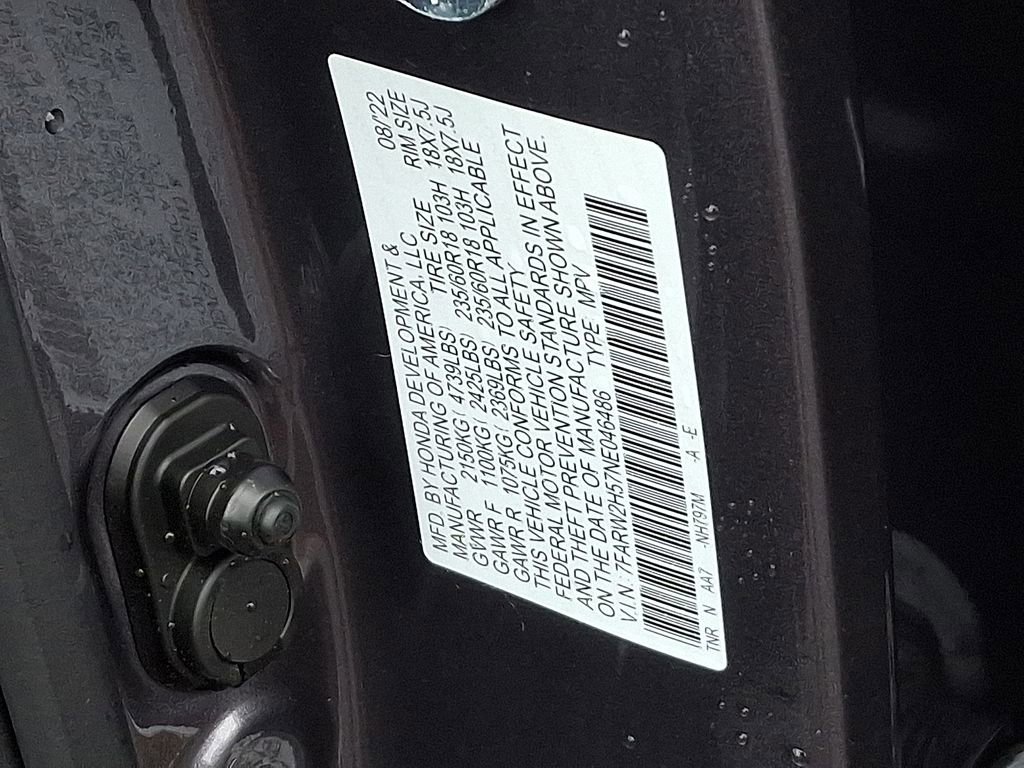 MFD. BY HONDA DEVELOPMENT & 08/'22
MANUFACTURING OF AMERICA, LLC
GVWR 2150KG( 4739LBS) TIRE SIZE RIM SIZE
GAWR F 1100KG( 2425LBS) 235/60R18 103H 18X7.5J
GAWR R 1075KG( 2369LBS) 235/60R18 103H 18X7.5J
THIS VEHICLE CONFORMS TO ALL APPLICABLE
FEDERAL MOTOR VEHICLE SAFETY
AND THEFT PREVENTION STANDARDS IN EFFECT
ON THE DATE OF MANUFACTURE SHOWN ABOVE.
V.I.N.: 7FARW2H57NE046486 TYPE MPV
TNR N AA7 -NH797M -A -E